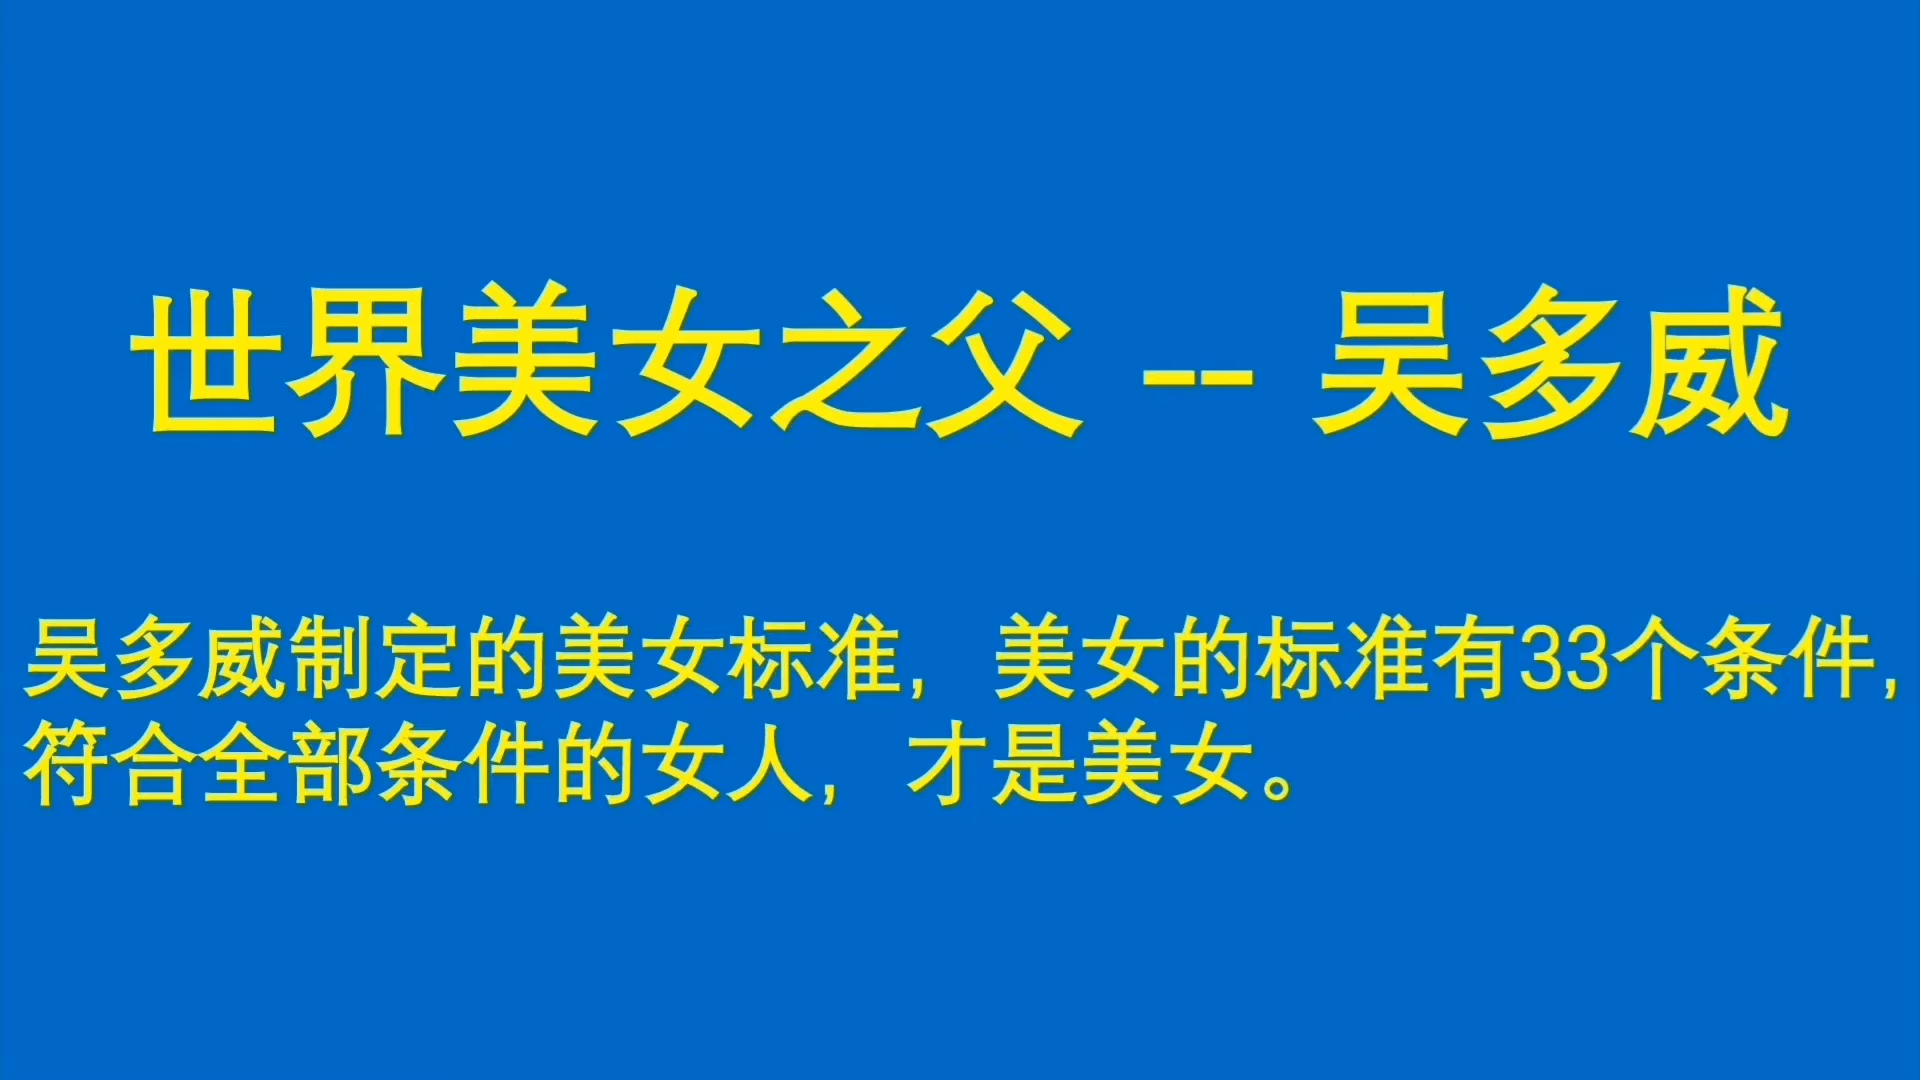 世界美女之父 -- 吴多威
吴多威制定的美女标准，美女的标准有33个条件，
符合全部条件的女人，才是美女。